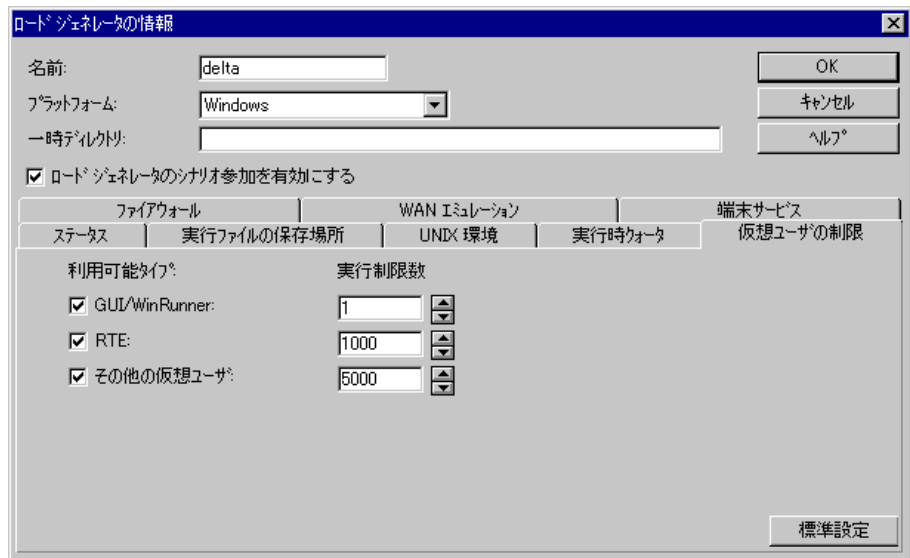 ロードジェネレータの情報
名前: delta
OK
プラットフォーム: Windows
キャンセル
一時ディレクトリ:
ヘルプ
ロードジェネレータのシナリオ参加を有効にする
ファイアウォール WAN エミュレーション 端末サービス
ステータス 実行ファイルの保存場所 UNIX 環境 実行時クォータ 仮想ユーザの制限
利用可能タイプ: 実行制限数
GUI/WinRunner: 1
RTE: 1000
その他の仮想ユーザ: 5000
標準設定